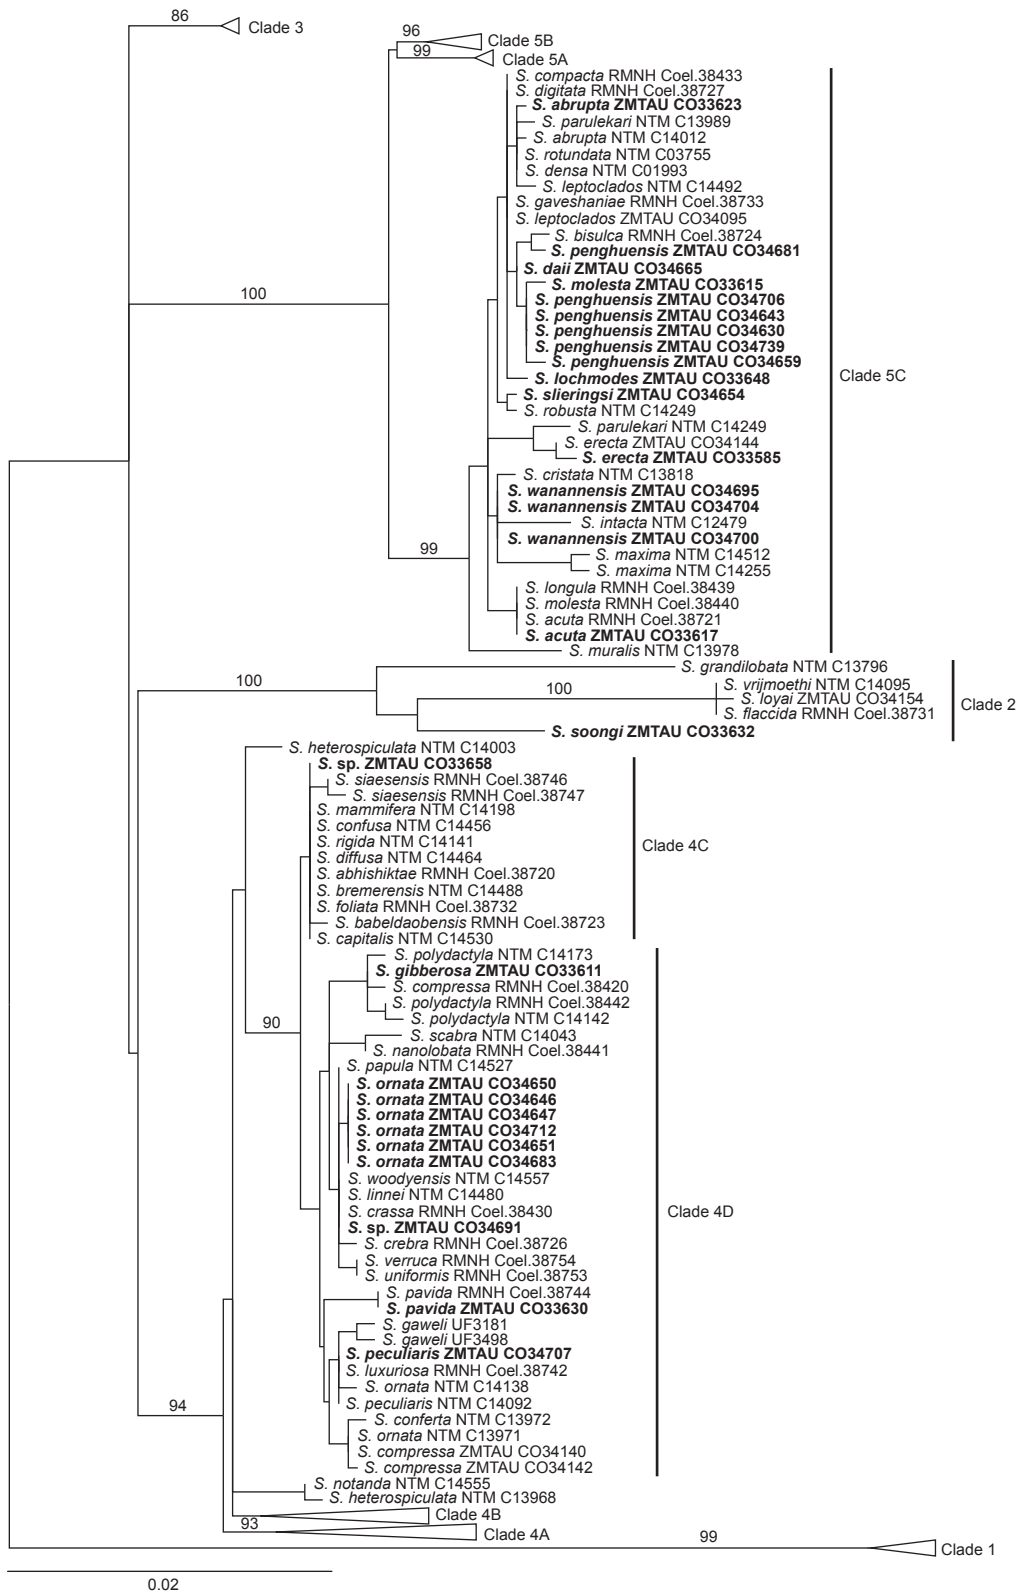 86
Clade 3
96
Clade 5B
99
Clade 5A
S. compacta RMNH Coel.38433
S. digitata RMNH Coel.38727
S. abrupta ZMTAU CO33623
S. parulekari NTM C13989
S. abrupta NTM C14012
S. rotundata NTM C03755
S. densa NTM C01993
S. leptoclados NTM C14492
S. gaveshaniae RMNH Coel.38733
S. leptoclados ZMTAU CO34095
S. bisulca RMNH Coel.38724
S. penghuensis ZMTAU CO34681
S. daii ZMTAU CO34665
S. molesta ZMTAU CO33615
100
S. penghuensis ZMTAU CO34706
S. penghuensis ZMTAU CO34643
S. penghuensis ZMTAU CO34630
S. penghuensis ZMTAU CO34739
S. penghuensis ZMTAU CO34659
Clade 5C
S. lochmodes ZMTAU CO33648
S. slieringsi ZMTAU CO34654
S. robusta NTM C14249
S. parulekari NTM C14249
S. erecta ZMTAU CO34144
S. erecta ZMTAU CO33585
S. cristata NTM C13818
S. wanannensis ZMTAU CO34695
S. wanannensis ZMTAU CO34704
S. intacta NTM C12479
S. wanannensis ZMTAU CO34700
99
S. maxima NTM C14512
S. maxima NTM C14255
S. longula RMNH Coel.38439
S. molesta RMNH Coel.38440
S. acuta RMNH Coel.38721
S. acuta ZMTAU CO33617
S. muralis NTM C13978
S. grandilobata NTM C13796
100
100
S. vrijmoethi NTM C14095
S. loyai ZMTAU CO34154
Clade 2
S. flaccida RMNH Coel.38731
S. soongi ZMTAU CO33632
S. heterospiculata NTM C14003
S. sp. ZMTAU CO33658
S. siaesensis RMNH Coel.38746
S. siaesensis RMNH Coel.38747
S. mammifera NTM C14198
S. confusa NTM C14456
S. rigida NTM C14141
Clade 4C
S. diffusa NTM C14464
S. abhishiktae RMNH Coel.38720
S. bremerensis NTM C14488
S. foliata RMNH Coel.38732
S. babeldaobensis RMNH Coel.38723
S. capitalis NTM C14530
S. polydactyla NTM C14173
S. gibberosa ZMTAU CO33611
S. compressa RMNH Coel.38420
S. polydactyla RMNH Coel.38442
S. polydactyla NTM C14142
90
S. scabra NTM C14043
S. nanolobata RMNH Coel.38441
S. papula NTM C14527
S. ornata ZMTAU CO34650
S. ornata ZMTAU CO34646
S. ornata ZMTAU CO34647
S. ornata ZMTAU CO34712
S. ornata ZMTAU CO34651
S. ornata ZMTAU CO34683
S. woodyensis NTM C14557
S. linnei NTM C14480
S. crassa RMNH Coel.38430
Clade 4D
S. sp. ZMTAU CO34691
S. crebra RMNH Coel.38726
S. verruca RMNH Coel.38754
S. uniformis RMNH Coel.38753
S. pavida RMNH Coel.38744
S. pavida ZMTAU CO33630
S. gaweli UF3181
S. gaweli UF3498
S. peculiaris ZMTAU CO34707
S. luxuriosa RMNH Coel.38742
S. ornata NTM C14138
S. peculiaris NTM C14092
94
S. conferta NTM C13972
S. ornata NTM C13971
S. compressa ZMTAU CO34140
S. compressa ZMTAU CO34142
S. notanda NTM C14555
S. heterospiculata NTM C13968
Clade 4B
93
Clade 4A
99
Clade 1
0.02